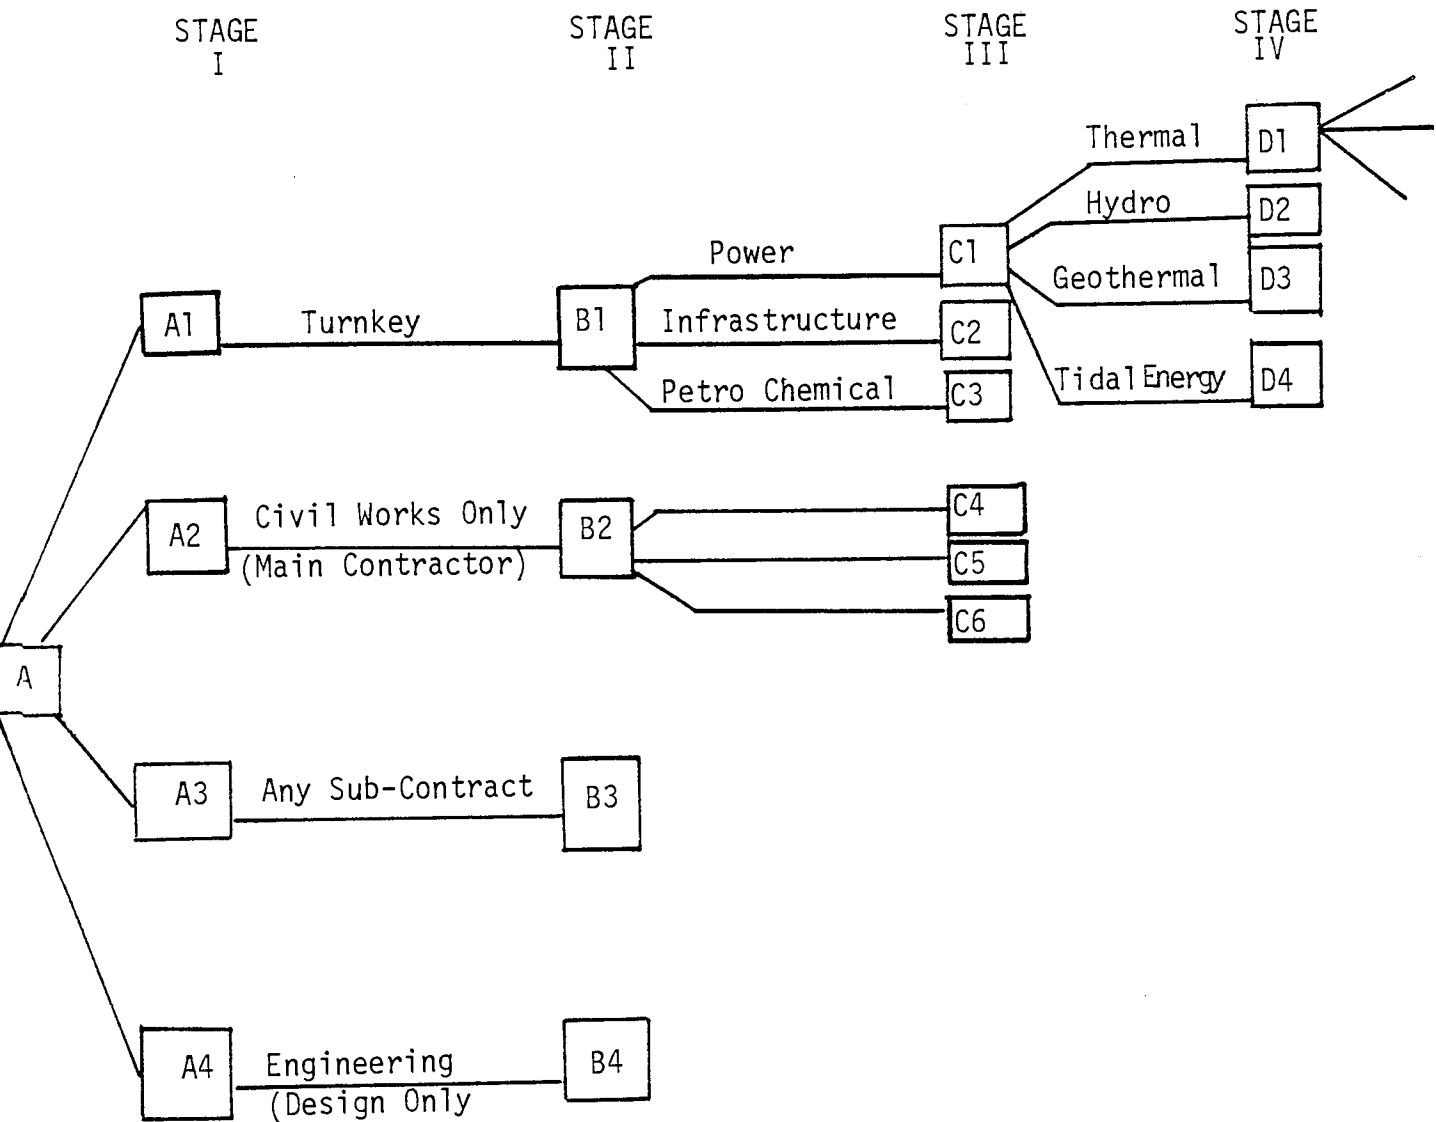 STAGE
I
STAGE
II
STAGE
III
STAGE
IV
Thermal
D1
Hydro
D2
Power
C1
Geothermal
D3
A1
Turnkey
B1
Infrastructure
C2
Petro Chemical
C3
Tidal Energy
D4
A2
Civil Works Only
(Main Contractor)
B2
C4
C5
C6
A
A3
Any Sub-Contract
B3
A4
Engineering
(Design Only
B4